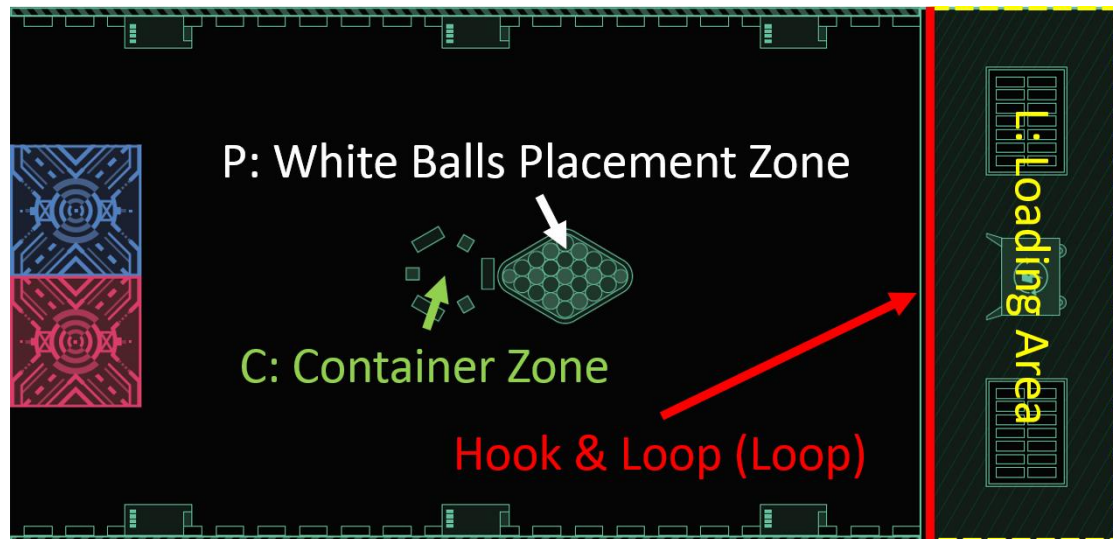 P: White Balls Placement Zone
C: Container Zone
Hook & Loop (Loop)
L: Loading Area